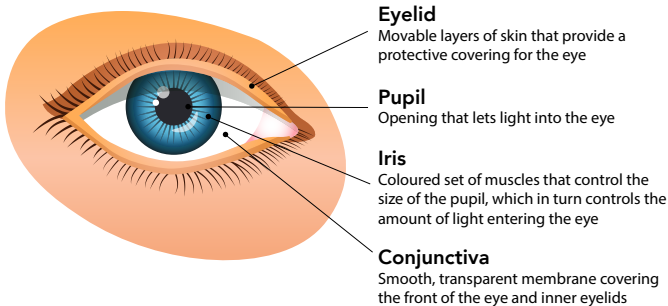 Eyelid
Movable layers of skin that provide a
protective covering for the eye
Pupil
Opening that lets light into the eye
Iris
Coloured set of muscles that control the
size of the pupil, which in turn controls the
amount of light entering the eye
Conjunctiva
Smooth, transparent membrane covering
the front of the eye and inner eyelids